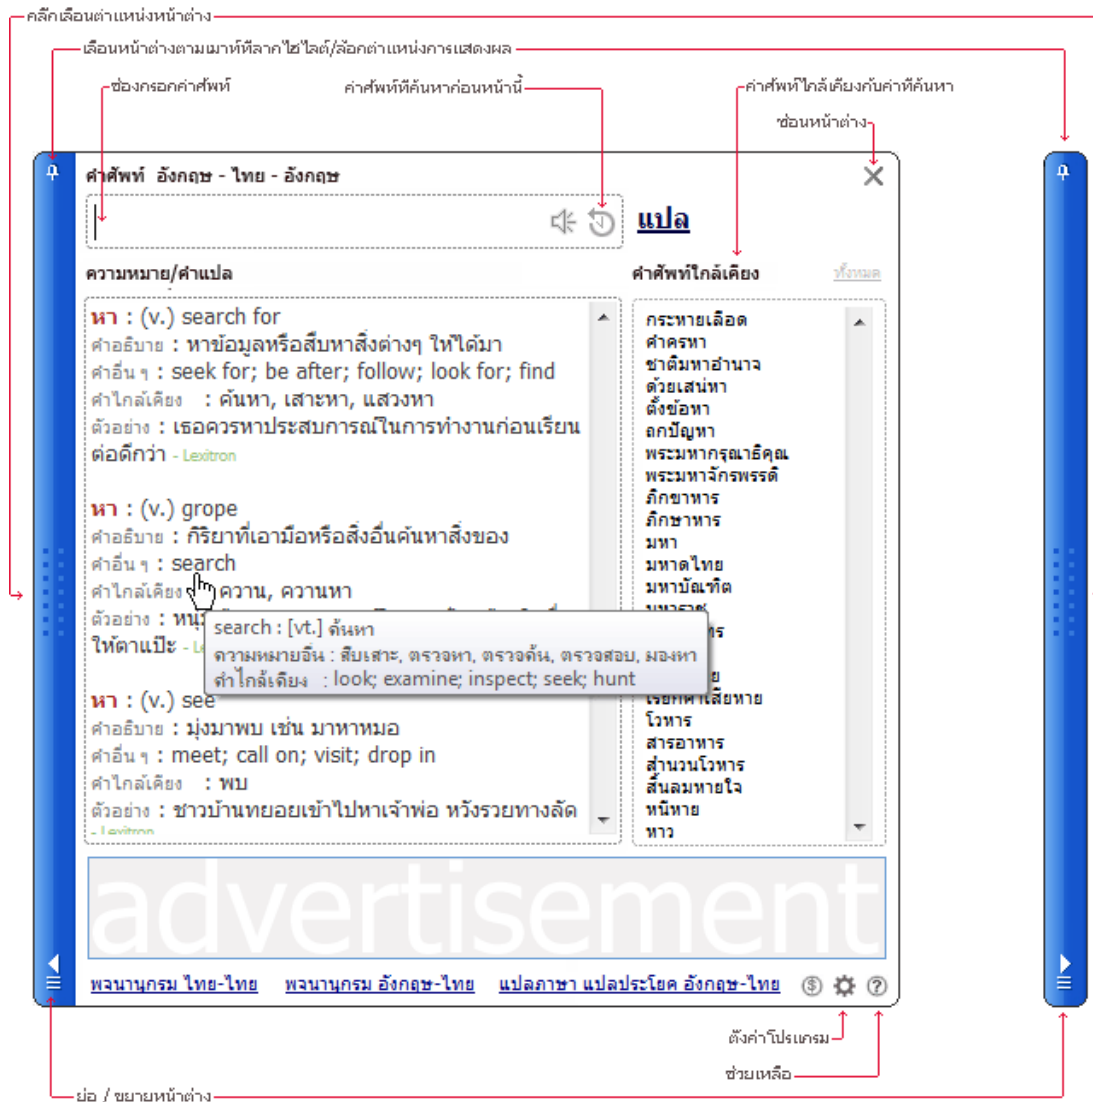 คลิ๊กเลื่อนตำแหน่งหน้าต่าง
เลื่อนหน้าต่างตามเมาท์ที่ลากไฮไลต์/ล๊อกตำแหน่งการแสดงผล
ช่องกรอกคำศัพท์
คำศัพท์ที่ค้นหาก่อนหน้านี้
คำศัพท์ใกล้เคียงกับคำที่ค้นหา
ซ่อนหน้าต่าง
คำศัพท์ อังกฤษ - ไทย - อังกฤษ
แปล
ความหมาย/คำแปล
คำศัพท์ใกล้เคียง
ทั้งหมด
หา : (v.) search for
คำอธิบาย : หาข้อมูลหรือสืบหาสิ่งต่างๆ ให้ได้มา
คำอื่น ๆ : seek for; be after; follow; look for; find
คำไกล้เคียง : ค้นหา, เสาะหา, แสวงหา
ตัวอย่าง : เธอควรหาประสบการณ์ในการทำงานก่อนเรียน
ต่อดีกว่า - Lexitron
หา : (v.) grope
คำอธิบาย : กิริยาที่เอามือหรือสิ่งอื่นค้นหาสิ่งของ
คำอื่น ๆ : search
คำไกล้เคียง ควาน, ควานหา
ตัวอย่าง :
ให้ตาแป๊ะ
search : [vt.] ค้นหา
ความหมายอื่น : สืบเสาะ, ตรวจหา, ตรวจค้น, ตรวจสอบ, มองหา
คำไกล้เคียง : look; examine; inspect; seek; hunt
หา : (v.) see
คำอธิบาย : มุ่งมาพบ เช่น มาหาหมอ
คำอื่น ๆ : meet; call on; visit; drop in
คำไกล้เคียง : พบ
ตัวอย่าง : ชาวบ้านทยอยเข้าไปหาเจ้าพ่อ หวังรวยทางลัด
- Lexitron
กระหายเลือด
คำครหา
ชาติมหาอำนาจ
ด้วยเสน่หา
ตั้งข้อหา
ถกปัญหา
พระมหากรุณาธิคุณ
พระมหาจักรพรรดิ
ภิกขาหาร
ภิกษาหาร
มหา
มหาดไทย
มหาบัณฑิต
มหาราช
เรียกค่าเสียหาย
โวหาร
สารอาหาร
สำนวนโวหาร
สิ้นลมหายใจ
หนีหาย
หาว
advertisement
พจนานุกรม ไทย-ไทย
พจนานุกรม อังกฤษ-ไทย
แปลภาษา แปลประโยค อังกฤษ-ไทย
ตั้งค่าโปรแกรม
ช่วยเหลือ
ย่อ / ขยายหน้าต่าง